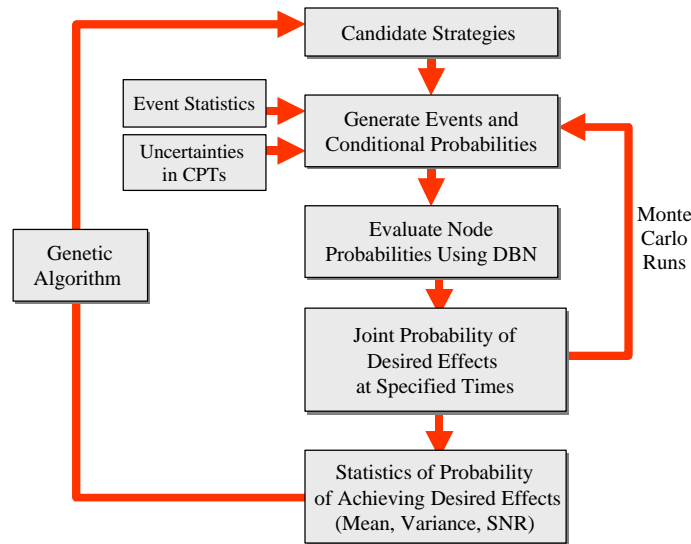 Candidate Strategies
Event Statistics
Generate Events and
Conditional Probabilities
Uncertainties
in CPTs
Monte
Carlo
Runs
Genetic
Algorithm
Evaluate Node
Probabilities Using DBN
Joint Probability of
Desired Effects
at Specified Times
Statistics of Probability
of Achieving Desired Effects
(Mean, Variance, SNR)